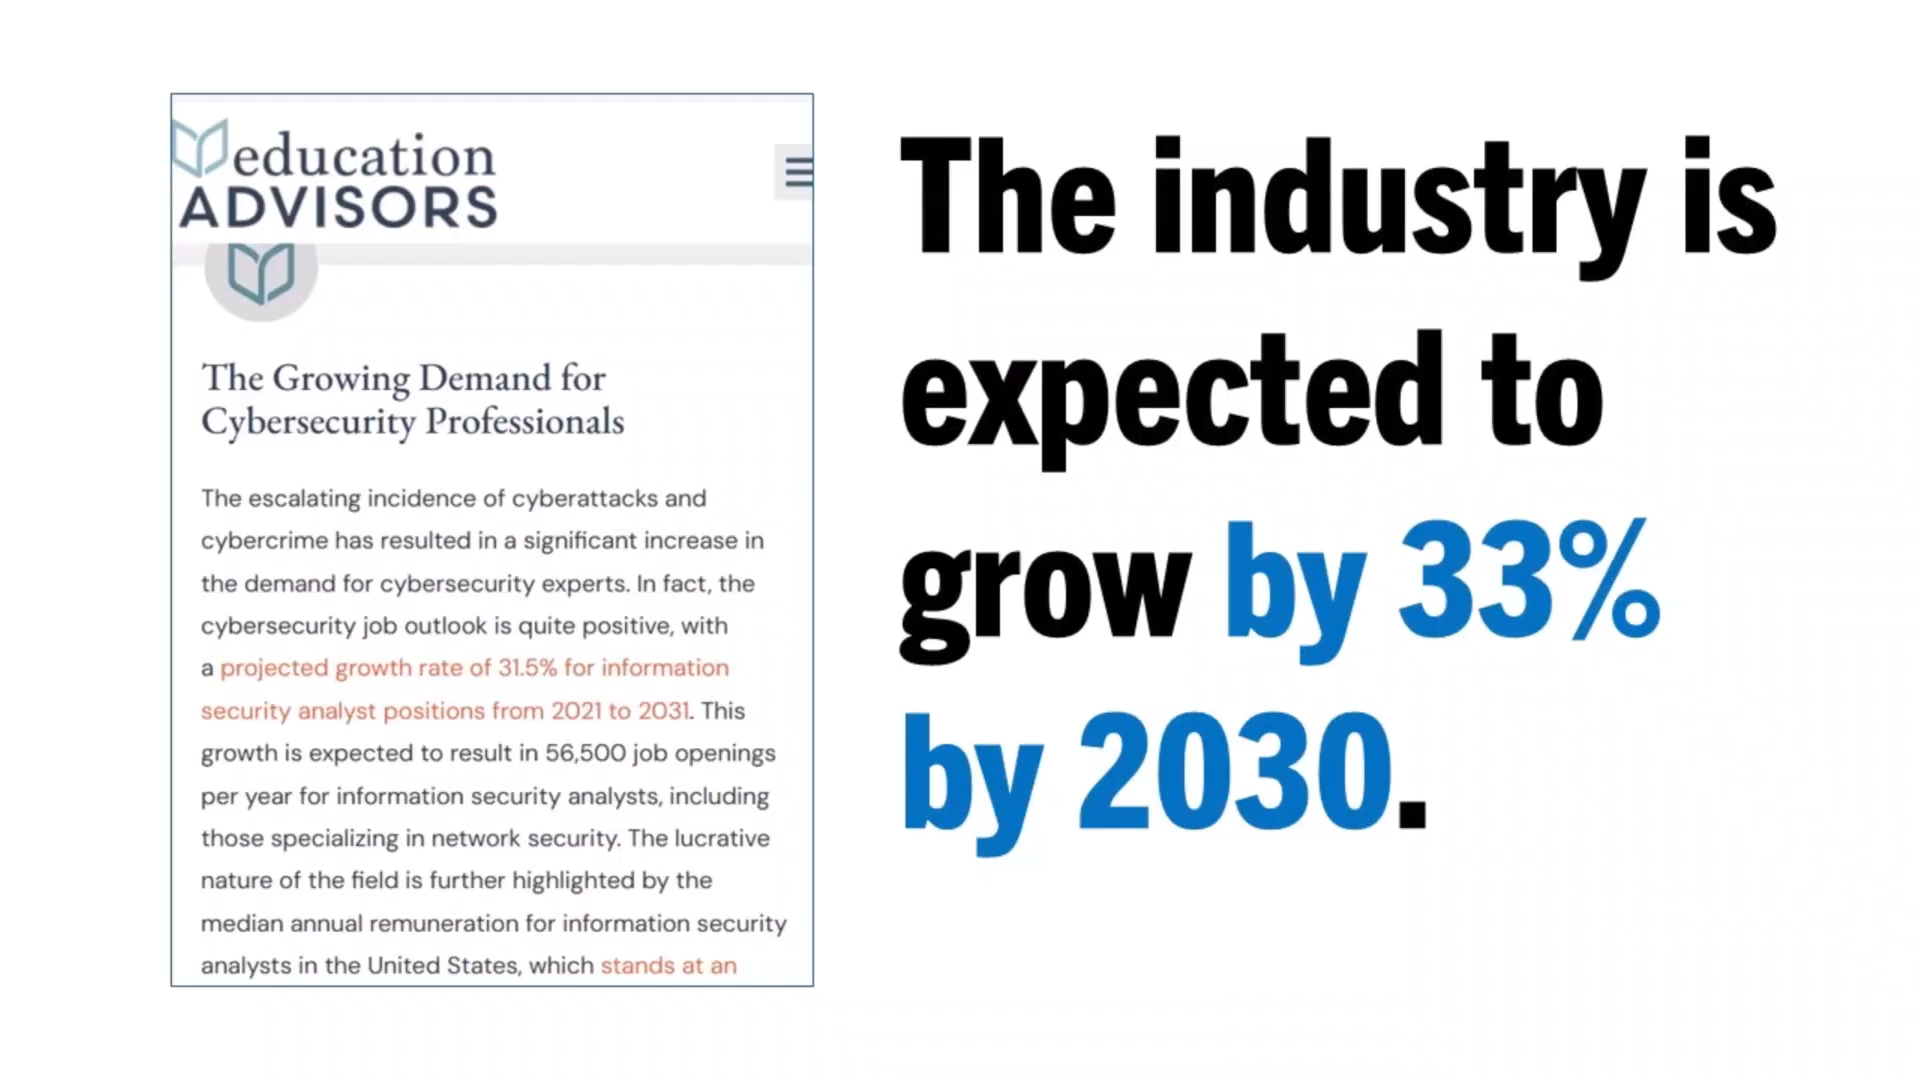 education
ADVISORS
The Growing Demand for
Cybersecurity Professionals
The escalating incidence of cyberattacks and
cybercrime has resulted in a significant increase in
the demand for cybersecurity experts. In fact, the
cybersecurity job outlook is quite positive, with
a projected growth rate of 31.5% for information
security analyst positions from 2021 to 2031. This
growth is expected to result in 56,500 job openings
per year for information security analysts, including
those specializing in network security. The lucrative
nature of the field is further highlighted by the
median annual remuneration for information security
analysts in the United States, which stands at an
The industry is
expected to
grow by 33%
by 2030.